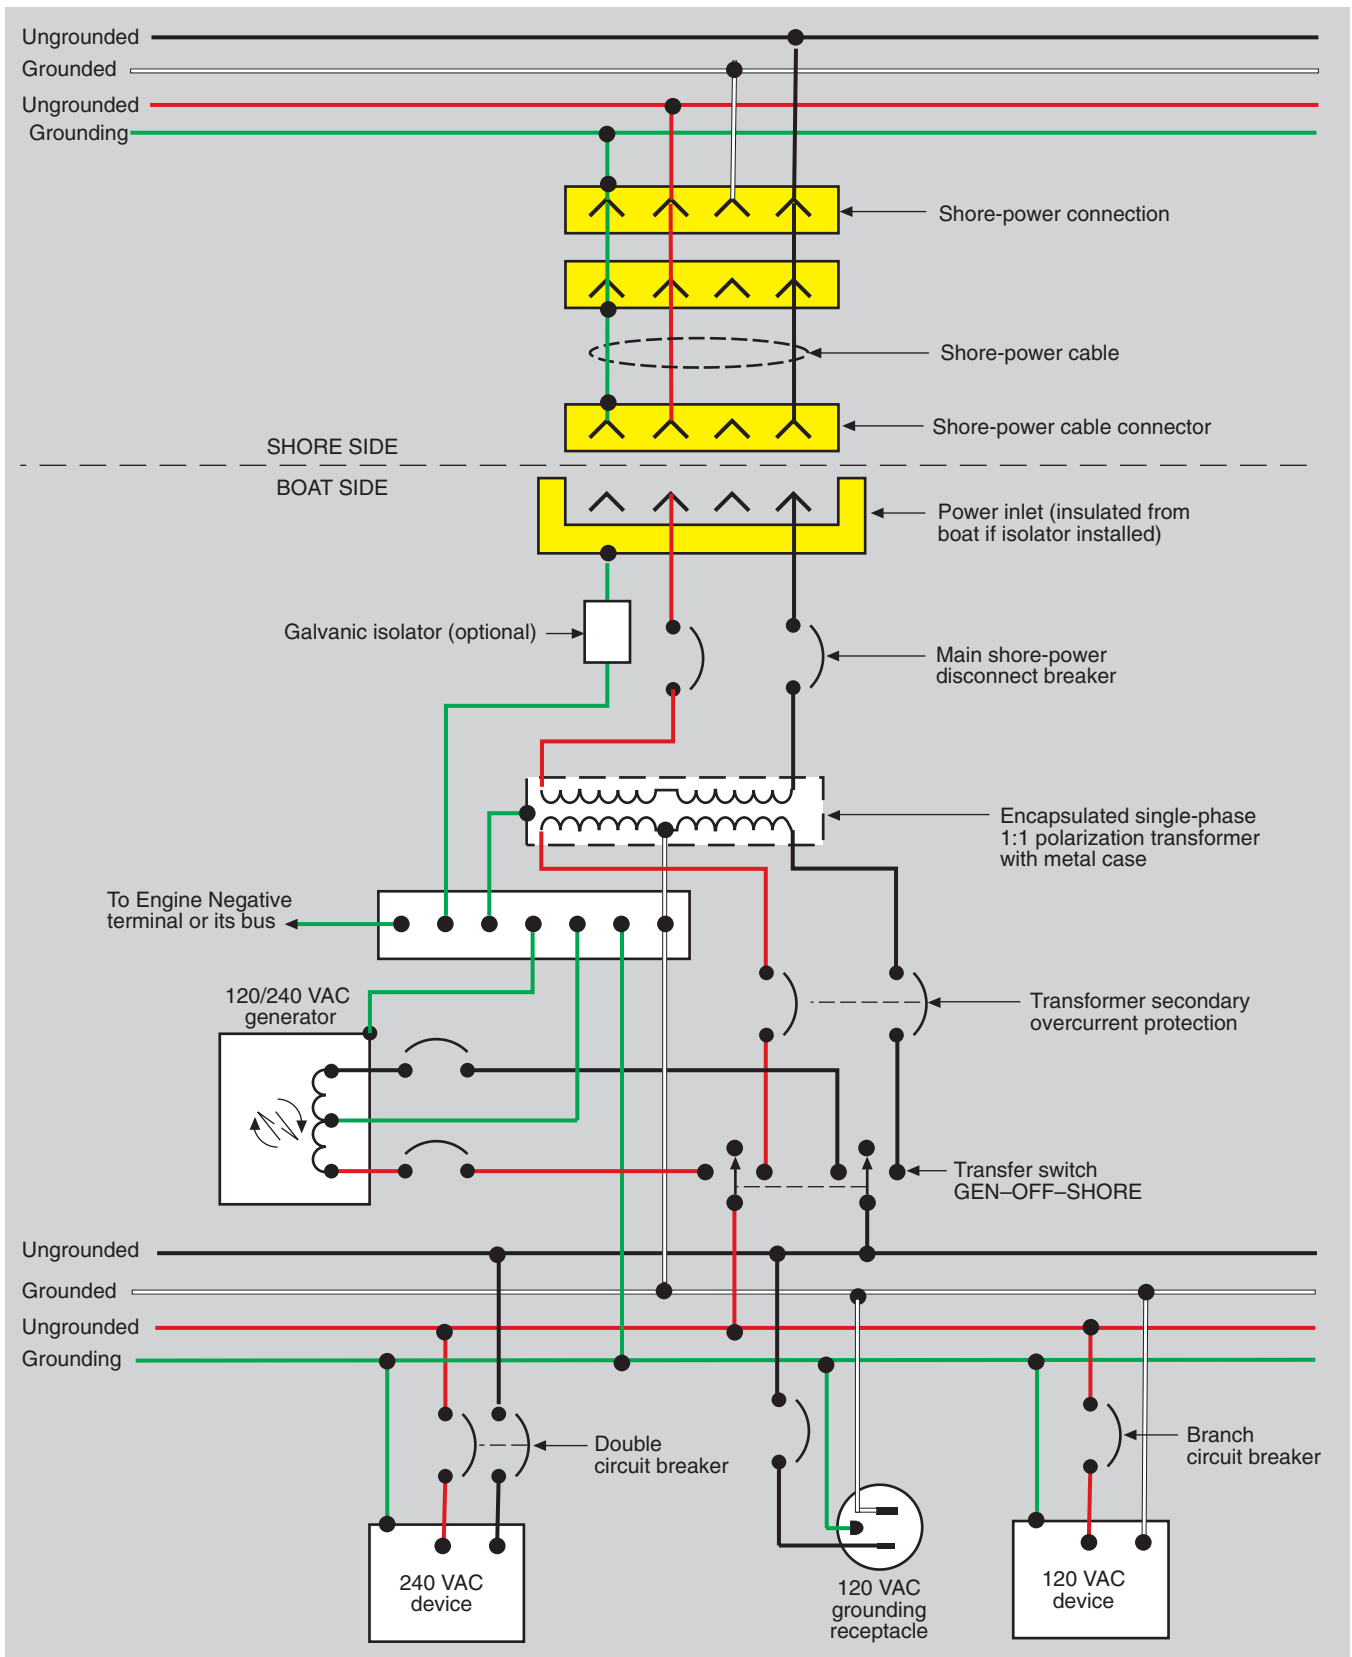 Ungrounded
Grounded
Ungrounded
Grounding
Shore-power connection
Shore-power cable
Shore-power cable connector
SHORE SIDE
BOAT SIDE
Power inlet (insulated from
boat if isolator installed)
Galvanic isolator (optional)
Main shore-power
disconnect breaker
Encapsulated single-phase
1:1 polarization transformer
with metal case
To Engine Negative
terminal or its bus
120/240 VAC
generator
Transformer secondary
overcurrent protection
Transfer switch
GEN–OFF–SHORE
Ungrounded
Grounded
Ungrounded
Grounding
Double
circuit breaker
Branch
circuit breaker
240 VAC
device
120 VAC
grounding
receptacle
120 VAC
device